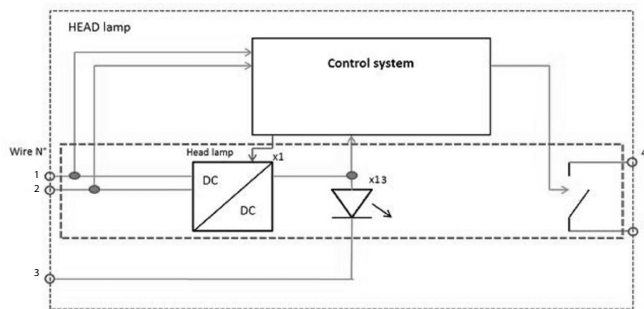 HEAD lamp
Control system
Wire N°
Head lamp
x1
1
DC
x13
2
DC
3